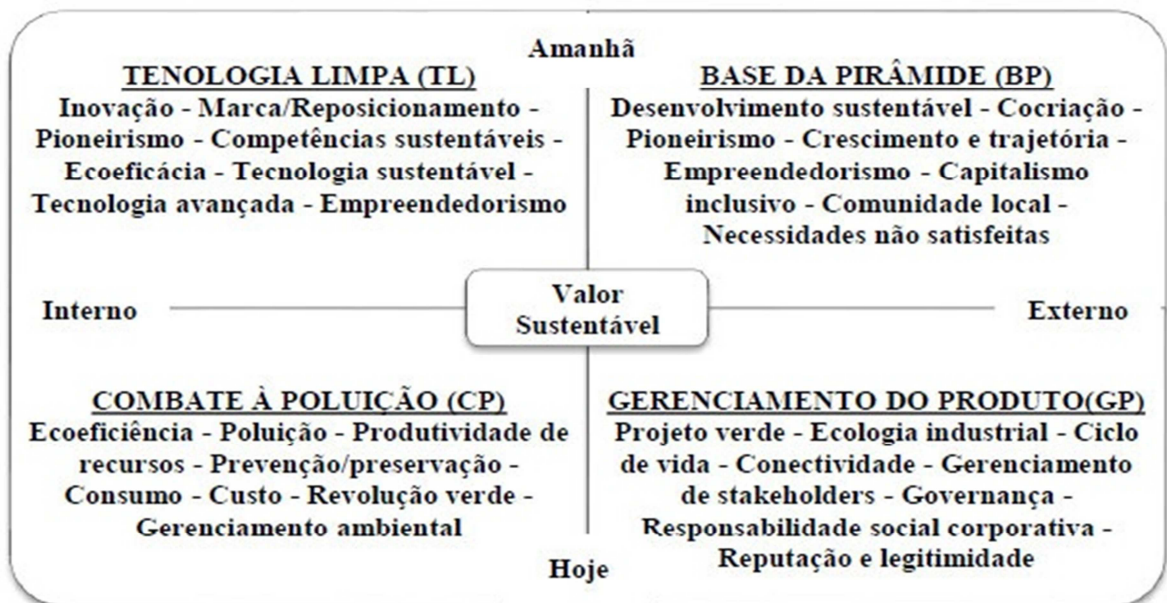 Amanhã
TENOLOGIA LIMPA (TL)
Inovação - Marca/Reposicionamento -
Pioneirismo - Competências sustentáveis -
Ecoeficácia - Tecnologia sustentável -
Tecnologia avançada - Empreendedorismo
BASE DA PIRÂMIDE (BP)
Desenvolvimento sustentável - Cocriação -
Pioneirismo - Crescimento e trajetória -
Empreendedorismo - Capitalismo
inclusivo - Comunidade local -
Necessidades não satisfeitas
Interno
Valor
Sustentável
Externo
COMBATE À POLUIÇÃO (CP)
Ecoeficiência - Poluição - Produtividade de
recursos - Prevenção/preservação -
Consumo - Custo - Revolução verde -
Gerenciamento ambiental
GERENCIAMENTO DO PRODUTO(GP)
Projeto verde - Ecologia industrial - Ciclo
de vida - Conectividade - Gerenciamento
de stakeholders - Governança -
Responsabilidade social corporativa -
Reputação e legitimidade
Hoje